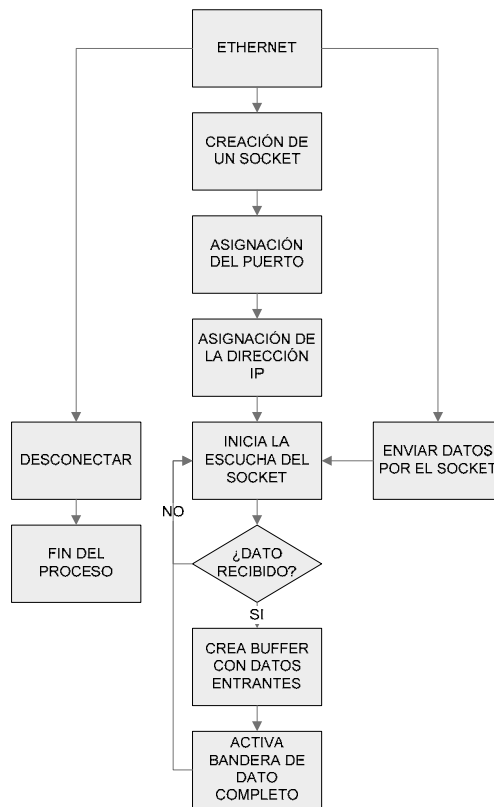 ETHERNET
CREACIÓN DE
UN SOCKET
ASIGNACIÓN
DEL PUERTO
ASIGNACIÓN DE
LA DIRECCIÓN
IP
DESCONECTAR
INICIA LA
ESCUCHA DEL
SOCKET
ENVIAR DATOS
POR EL SOCKET
NO
FIN DEL
PROCESO
¿DATO
RECIBIDO?
SI
CREA BUFFER
CON DATOS
ENTRANTES
ACTIVA
BANDERA DE
DATO
COMPLETO